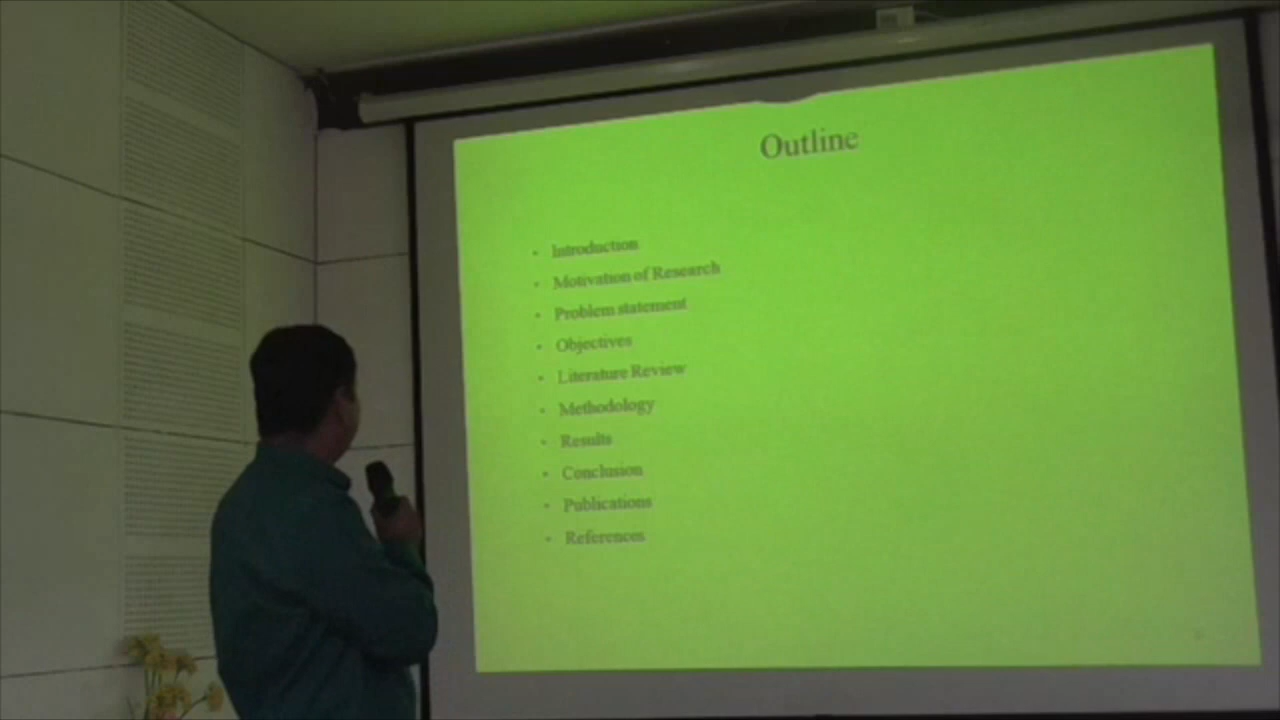 Outline
• Introduction
• Motivation of Research
• Problem statement
• Objectives
• Literature Review
• Methodology
• Results
• Conclusion
• Publications
• References